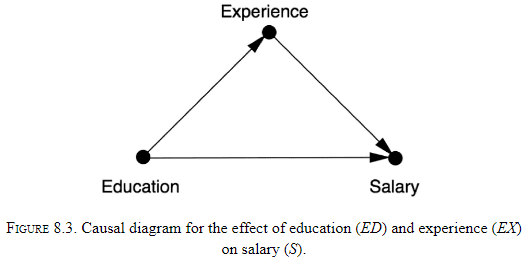 Experience
Education
Salary
FIGURE 8.3. Causal diagram for the effect of education (ED) and experience (EX)
on salary (S).